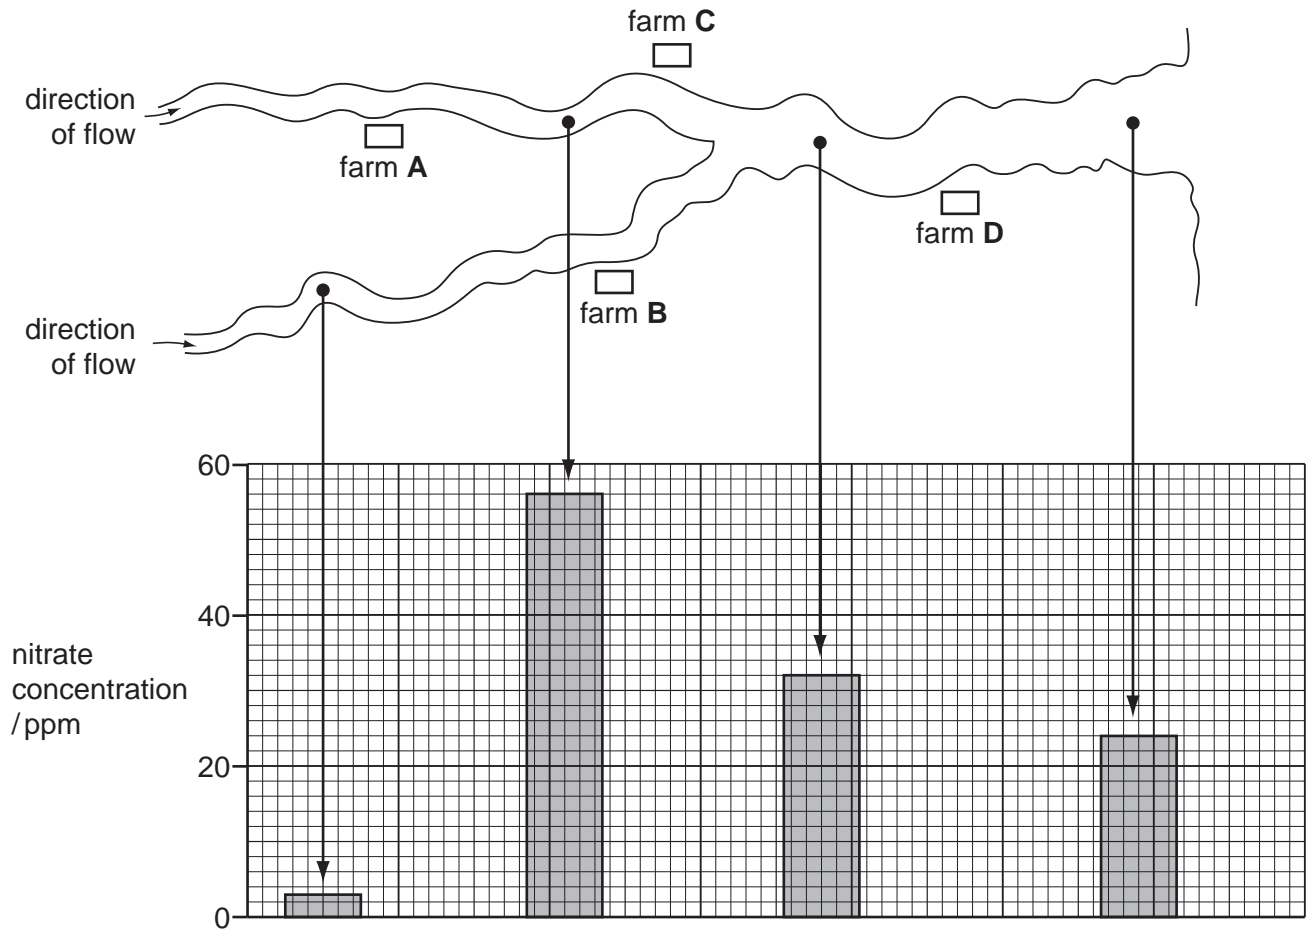 farm C
direction
of flow
farm A
farm D
farm B
direction
of flow
60
40
nitrate
concentration
/ ppm
20
0